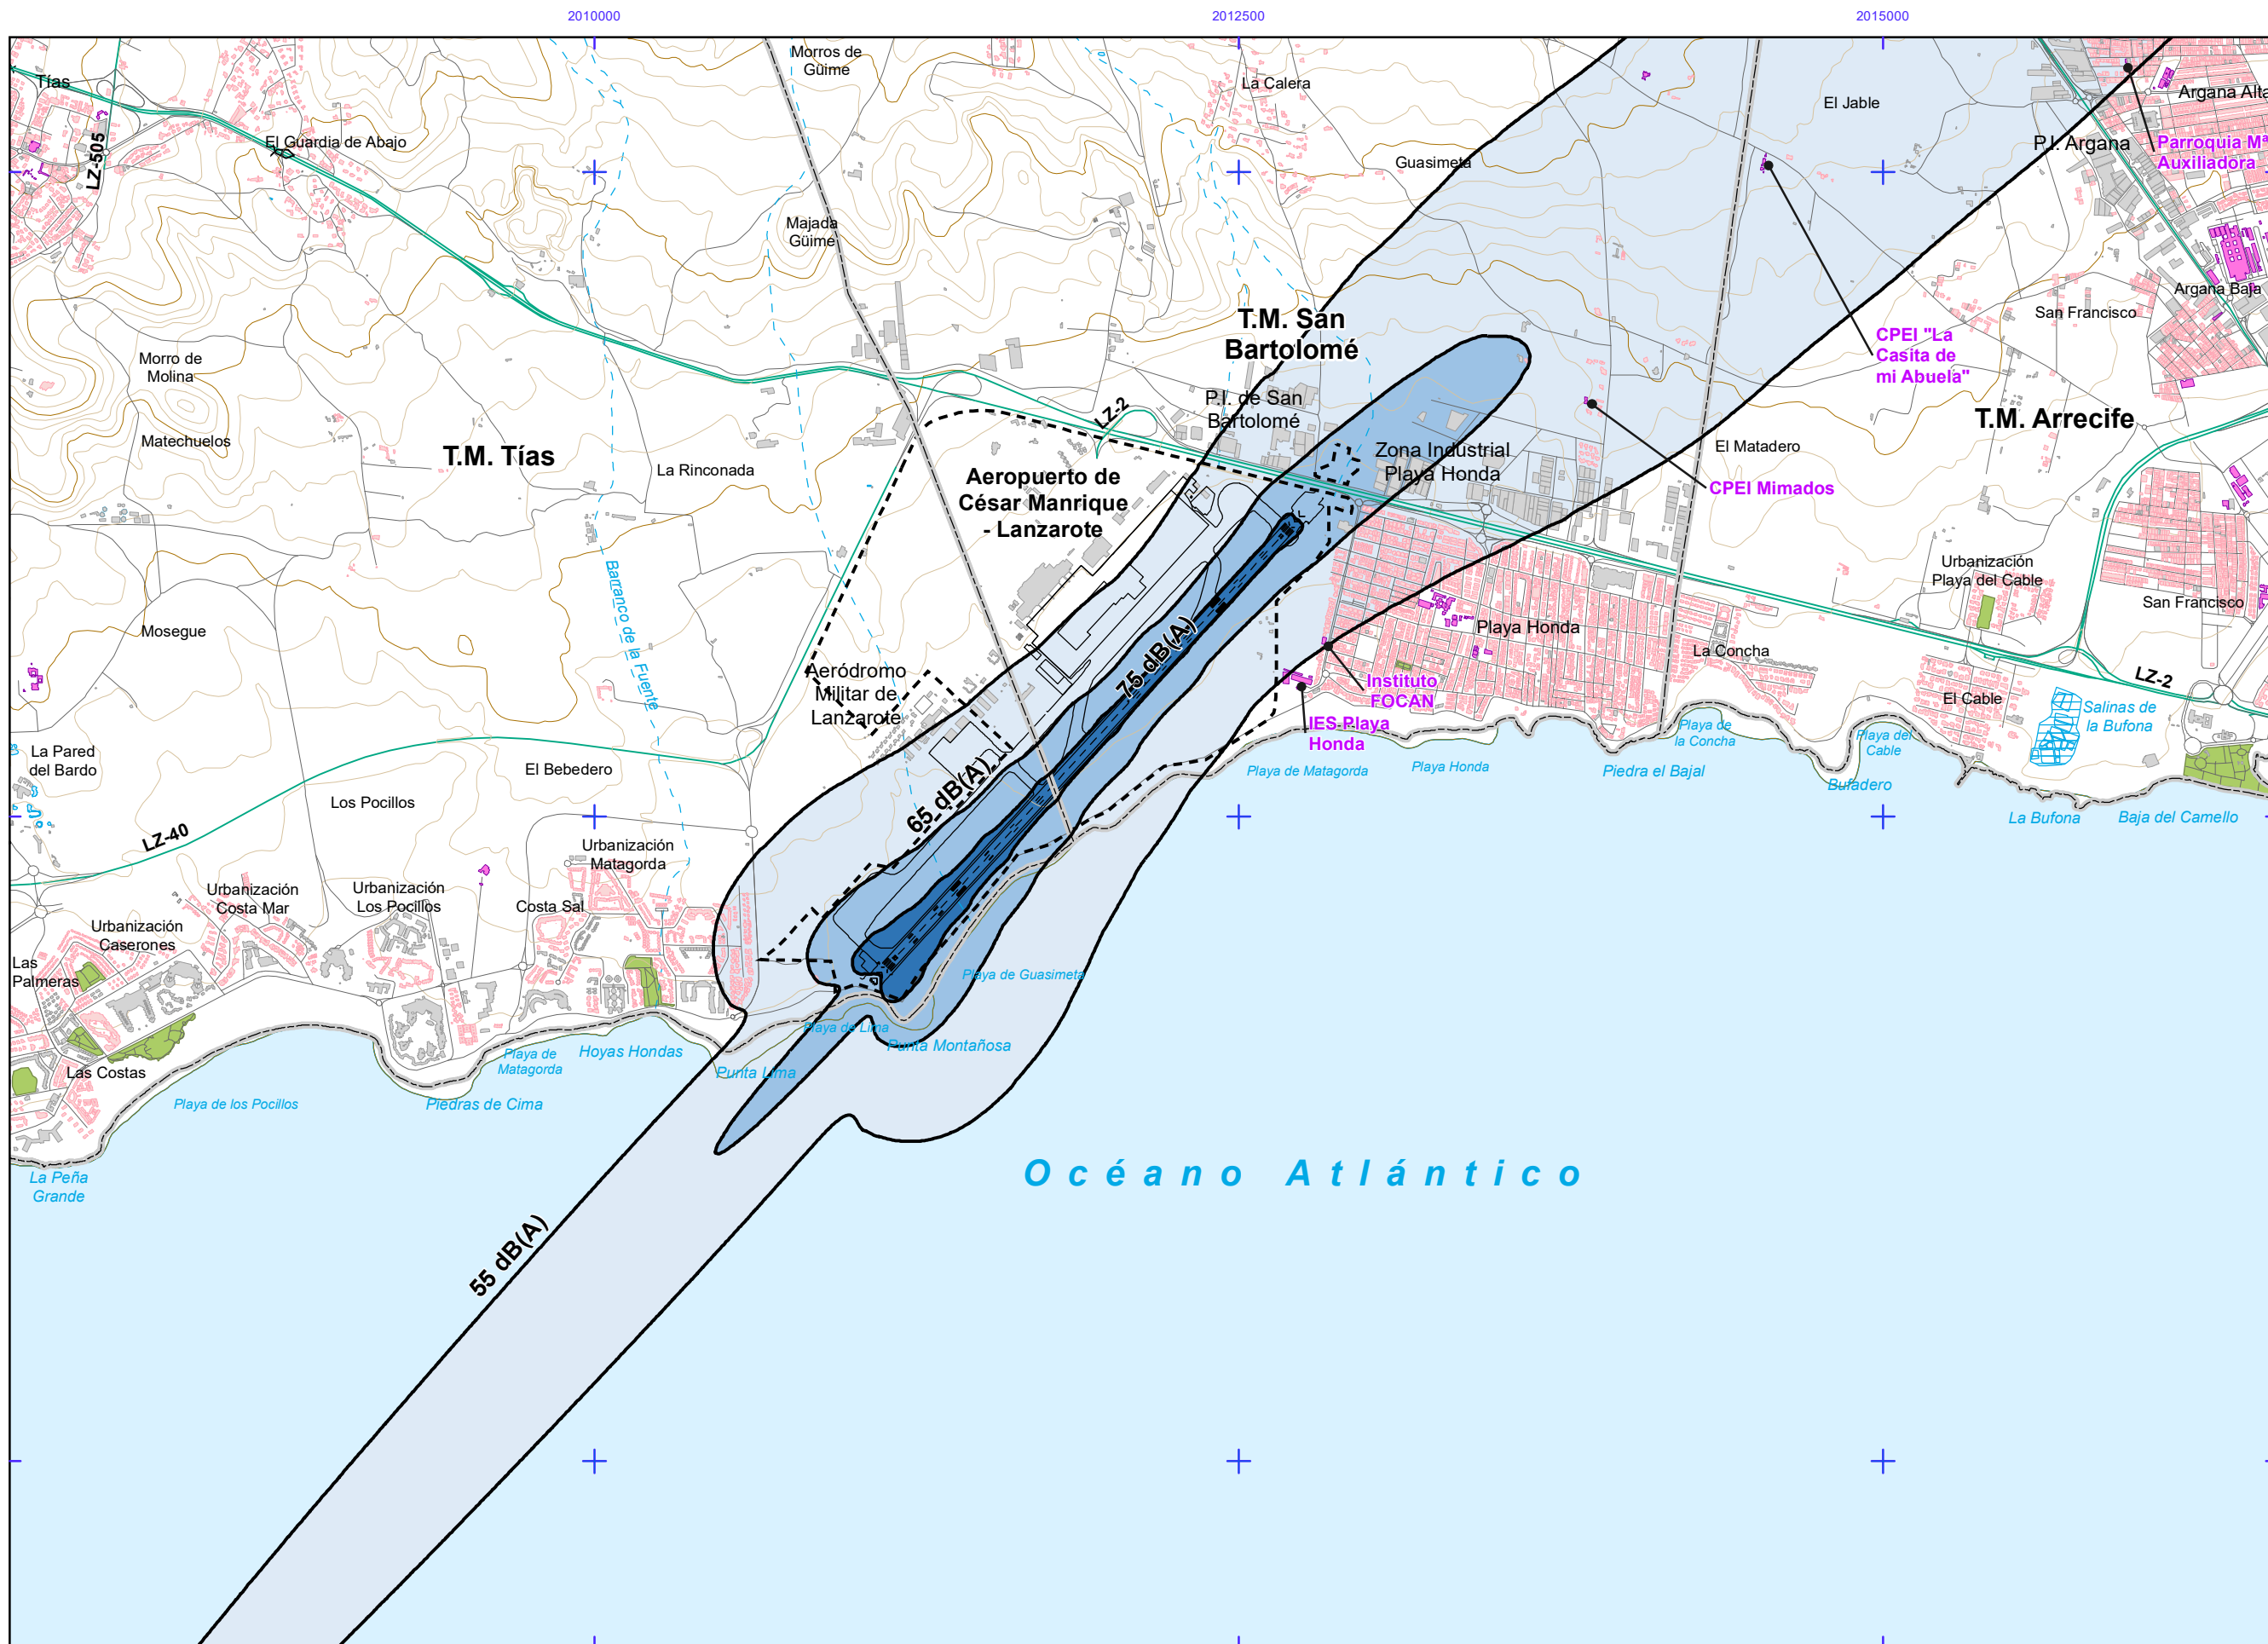 2010000
2012500
2015000
Morros de
Güime
Tías
La Calera
El Jable
Argana Alta
El Guardia de Abajo
LZ-505
P.I. Argana
Parroquia Mª
Auxiliadora
Guasimeta
Majada
Güime
Argana Baja
San Francisco
T.M. San
Bartolomé
CPEI "La
Casita de
mi Abuela"
Morro de
Molina
P.I. de San
Bartolomé
LZ-2
T.M. Arrecife
Matechuelos
T.M. Tías
La Rinconada
Zona Industrial
Playa Honda
El Matadero
Aeropuerto de
César Manrique
- Lanzarote
CPEI Mimados
Urbanización
Playa del Cable
San Francisco
Barranco de la Fuente
Mosegue
Playa Honda
La Concha
75 dB(A)
Aeródromo
Militar de
Lanzarote
Instituto
FOCAN
LZ-2
El Cable
Salinas de
la Bufona
IES Playa
Honda
Playa de
la Concha
Playa del
Cable
La Pared
del Bardo
El Bebedero
Playa de Matagorda
Playa Honda
Piedra el Bajal
Bufadero
65 dB(A)
Los Pocillos
LZ-40
La Bufona
Baja del Camello
Urbanización
Matagorda
Urbanización
Costa Mar
Urbanización
Los Pocillos
Costa Sal
Urbanización
Caserones
Las
Palmeras
Playa de Guasimeta
Playa de Lima
Punta Montañosa
Hoyas Hondas
Playa de
Matagorda
Punta Lima
Las Costas
Playa de los Pocillos
Piedras de Cima
La Peña
Grande
Océano Atlántico
55 dB(A)